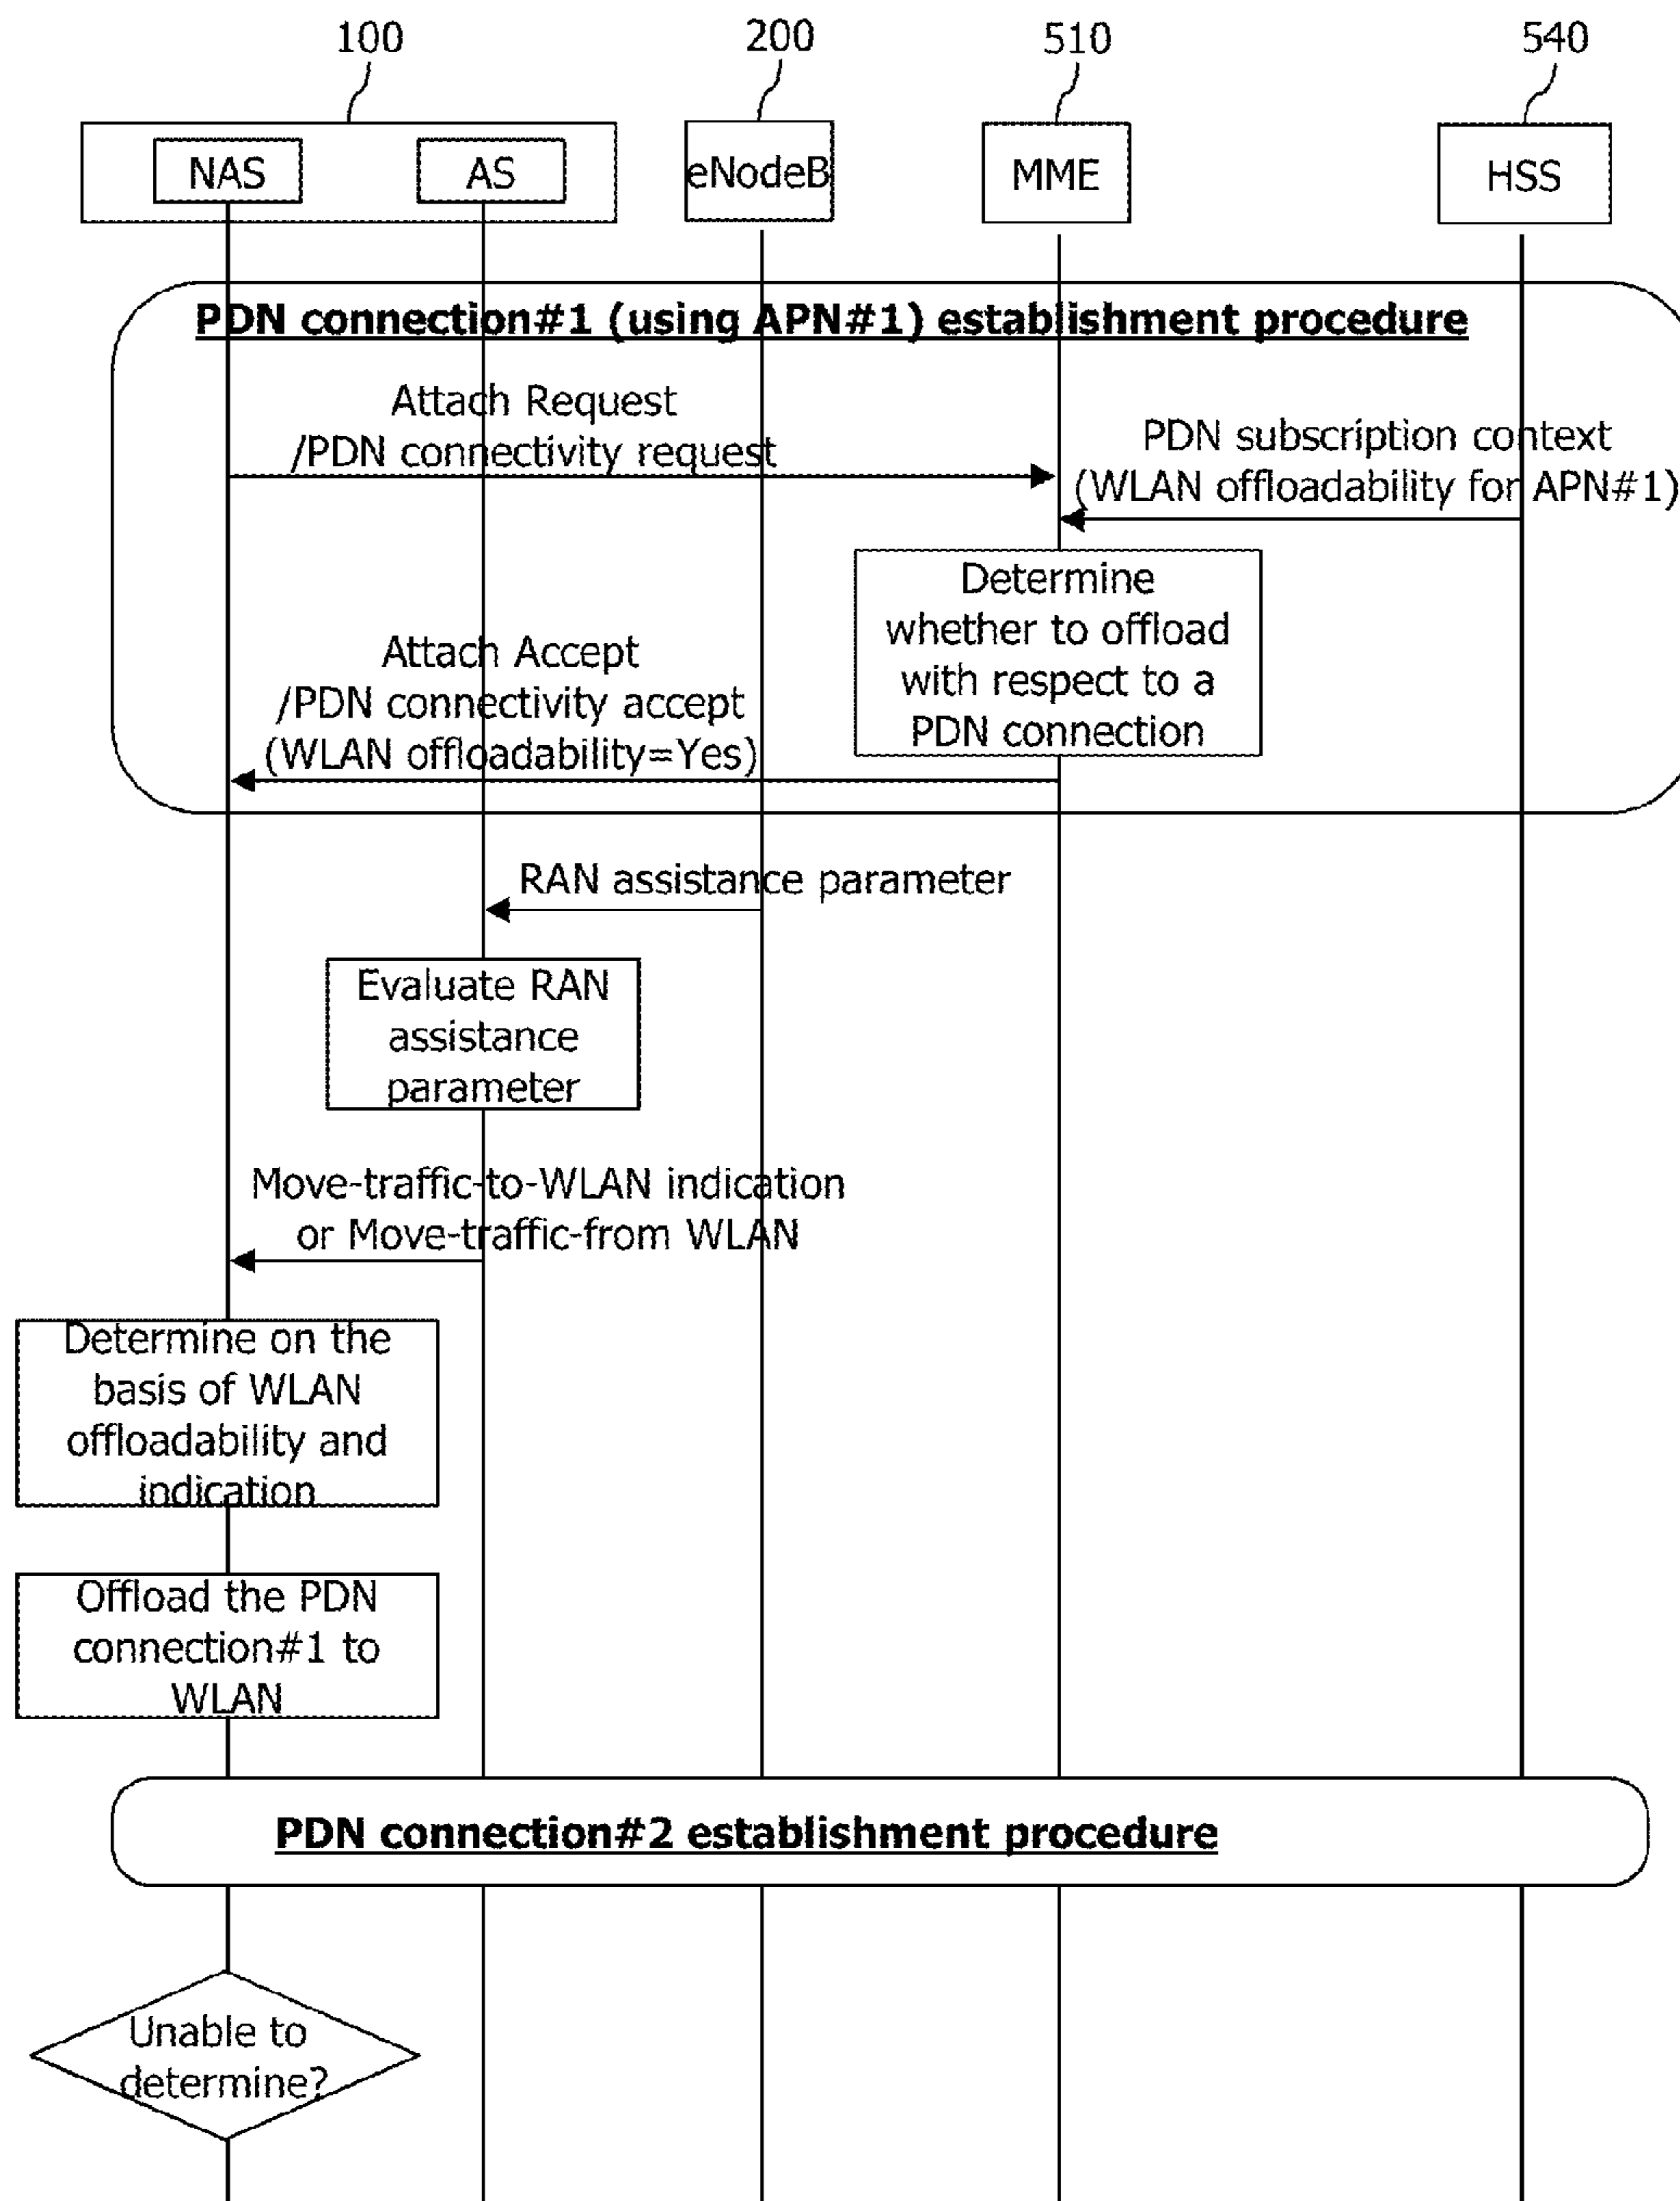 100
200
510
540
NAS
AS
eNodeB
MME
HSS
PDN connection#1 (using APN#1) establishment procedure
Attach Request
/PDN connectivity request
PDN subscription context
(WLAN offloadability for APN#1)
Determine
whether to offload
with respect to a
PDN connection
Attach Accept
/PDN connectivity accept
(WLAN offloadability=Yes)
RAN assistance parameter
Evaluate RAN
assistance
parameter
Move-traffic-to-WLAN indication
or Move-traffic-from WLAN
Determine on the
basis of WLAN
offloadability and
indication
Offload the PDN
connection#1 to
WLAN
PDN connection#2 establishment procedure
Unable to
determine?